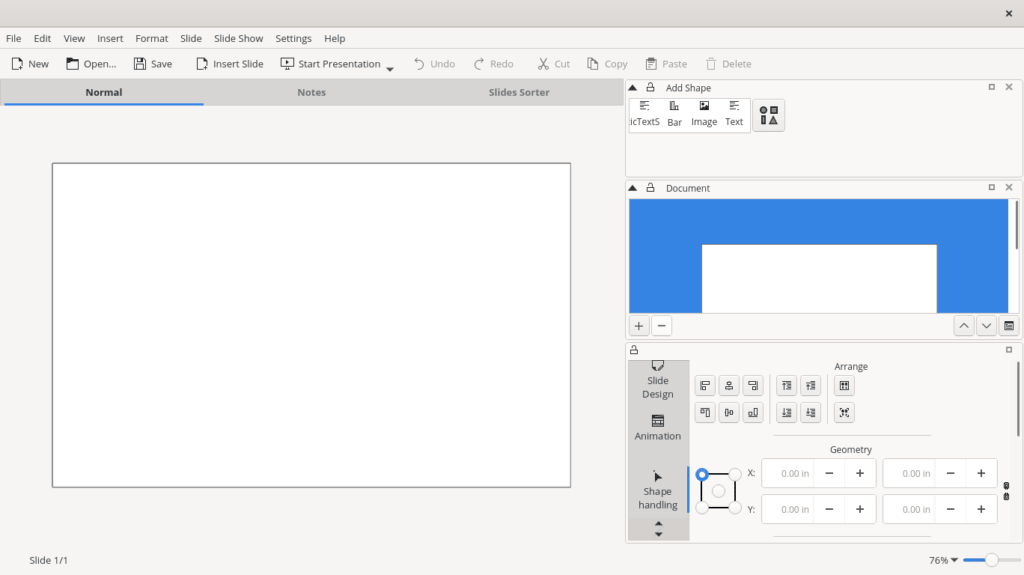 File Edit View Insert Format Slide Slide Show Settings Help
New Open... Save Insert Slide Start Presentation Undo Redo Cut Copy Paste Delete
Normal Notes Slides Sorter
Add Shape
icTextS Bar Image Text
Document
Slide
Design
Animation
Shape
handling
Arrange
Geometry
X: 0.00 in 0.00 in
Y: 0.00 in 0.00 in
Slide 1/1
76%